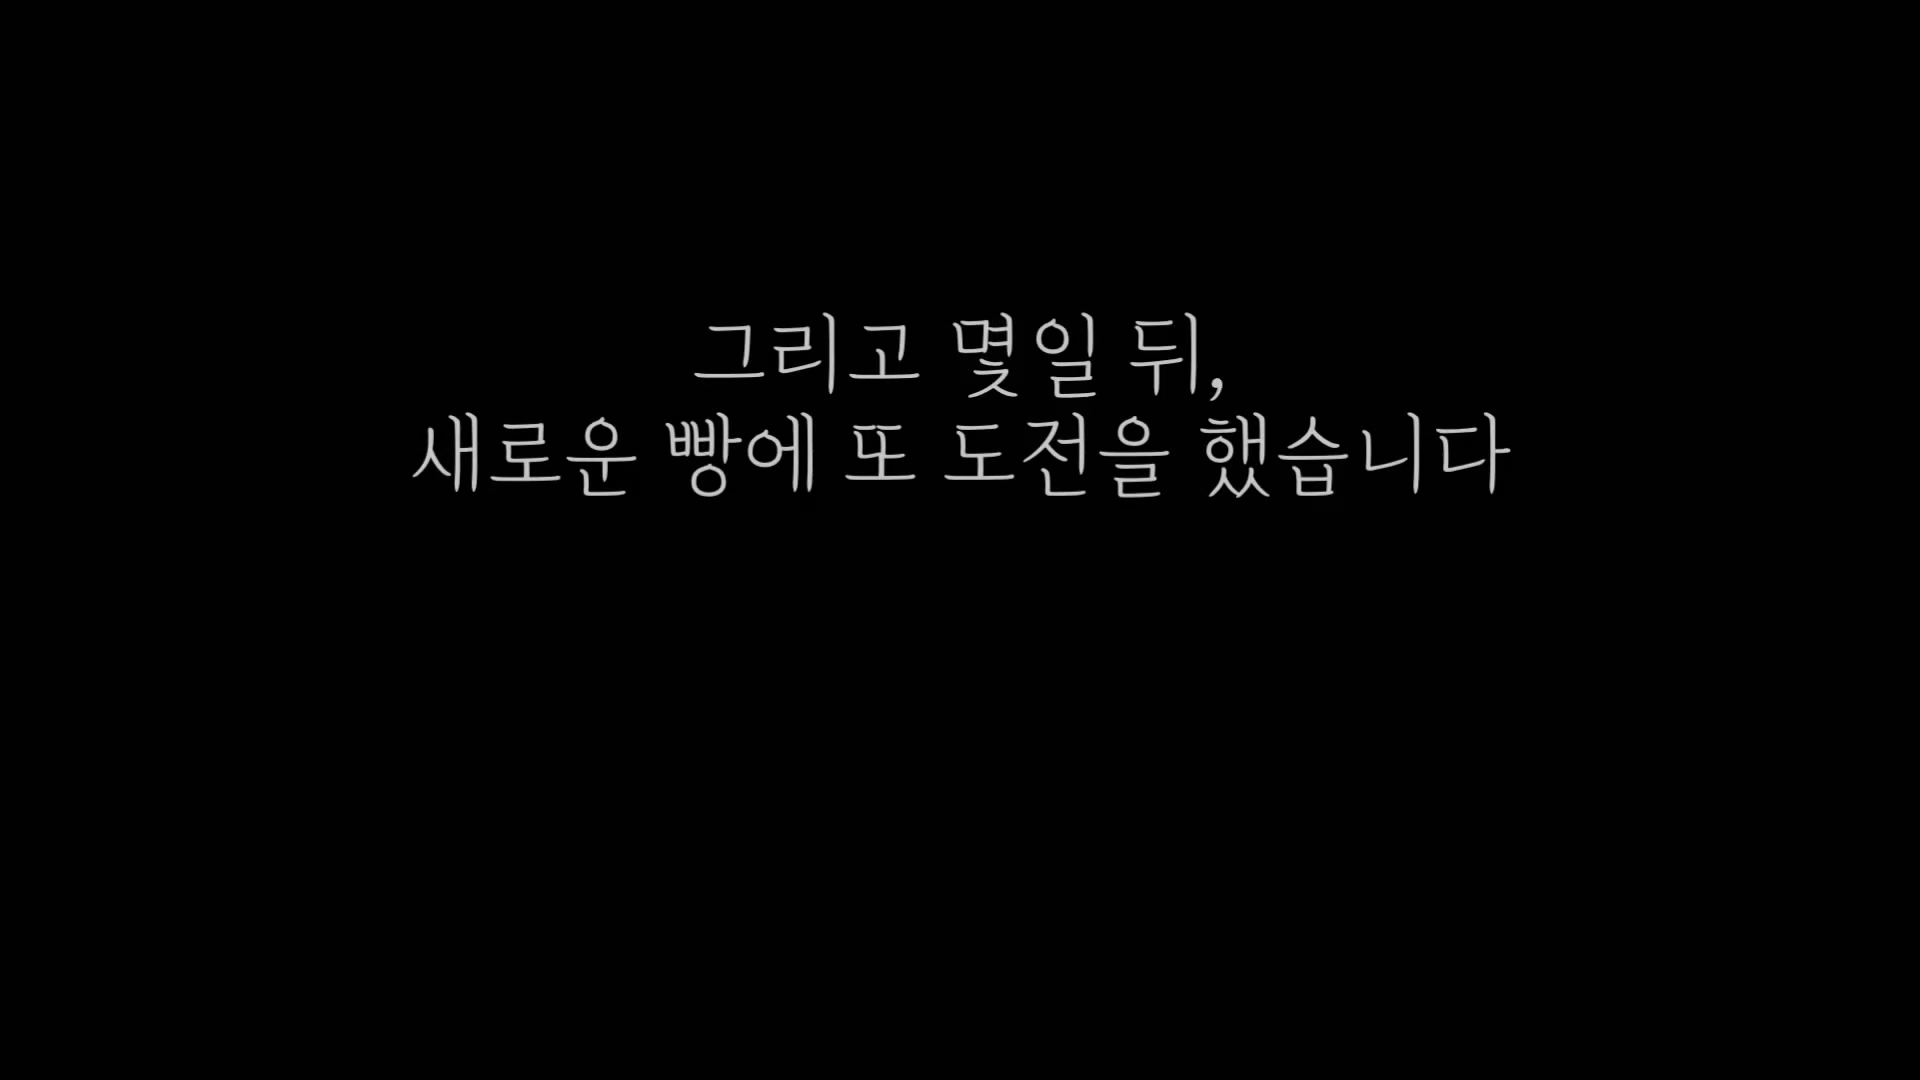 그리고 몇일 뒤,
새로운 빵에 또 도전을 했습니다